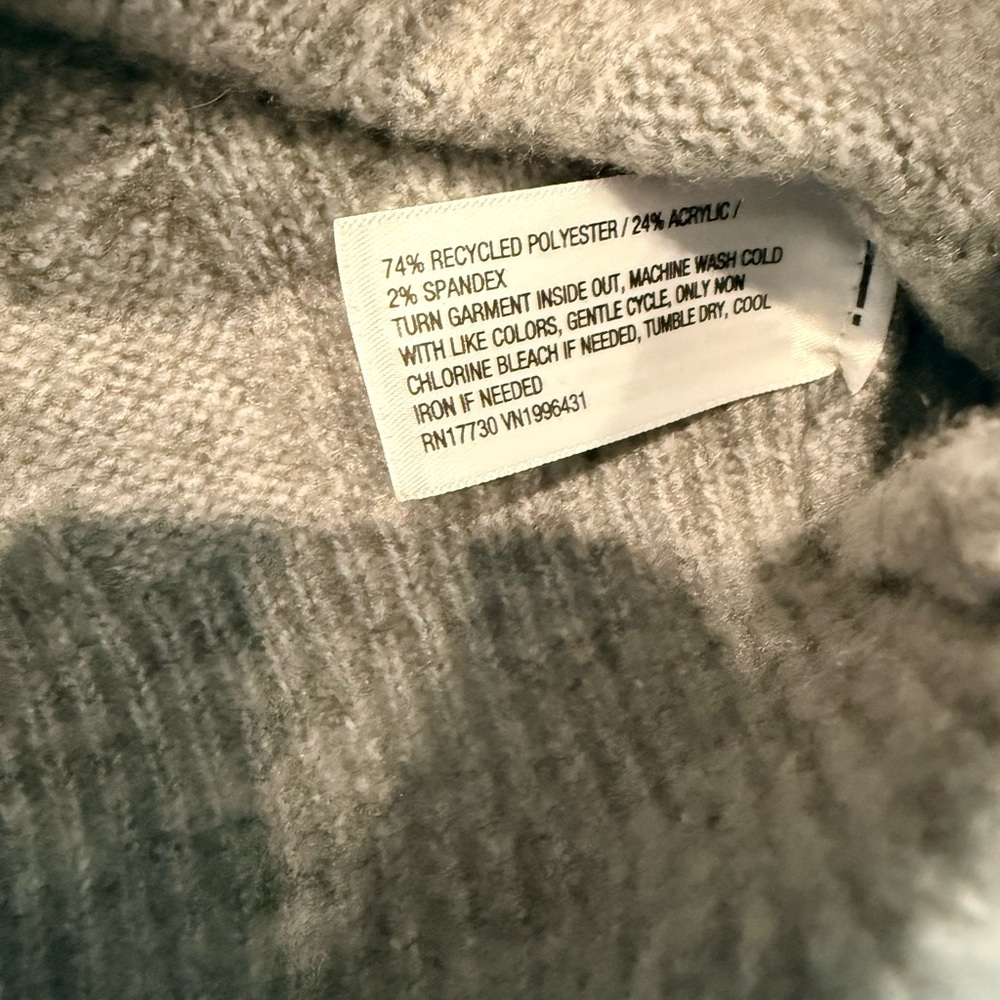 74% RECYCLED POLYESTER / 24% ACRYLIC /
2% SPANDEX
TURN GARMENT INSIDE OUT, MACHINE WASH COLD
WITH LIKE COLORS, GENTLE CYCLE, ONLY NON
CHLORINE BLEACH IF NEEDED, TUMBLE DRY, COOL
IRON IF NEEDED
RN17730 VN1996431